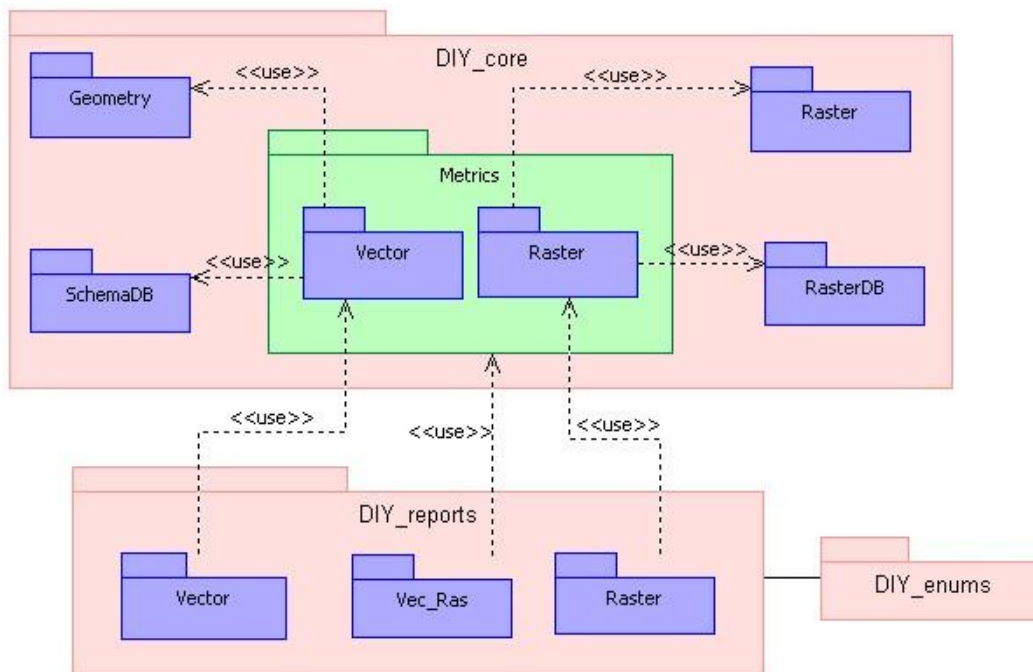 DIY_core
<<use>>
<<use>>
Geometry
Raster
Metrics
Vector
Raster
<<use>>
<<use>>
SchemaDB
RasterDB
<<use>>
<<use>>
<<use>>
DIY_reports
Vector
Vec_Ras
Raster
DIY_enums